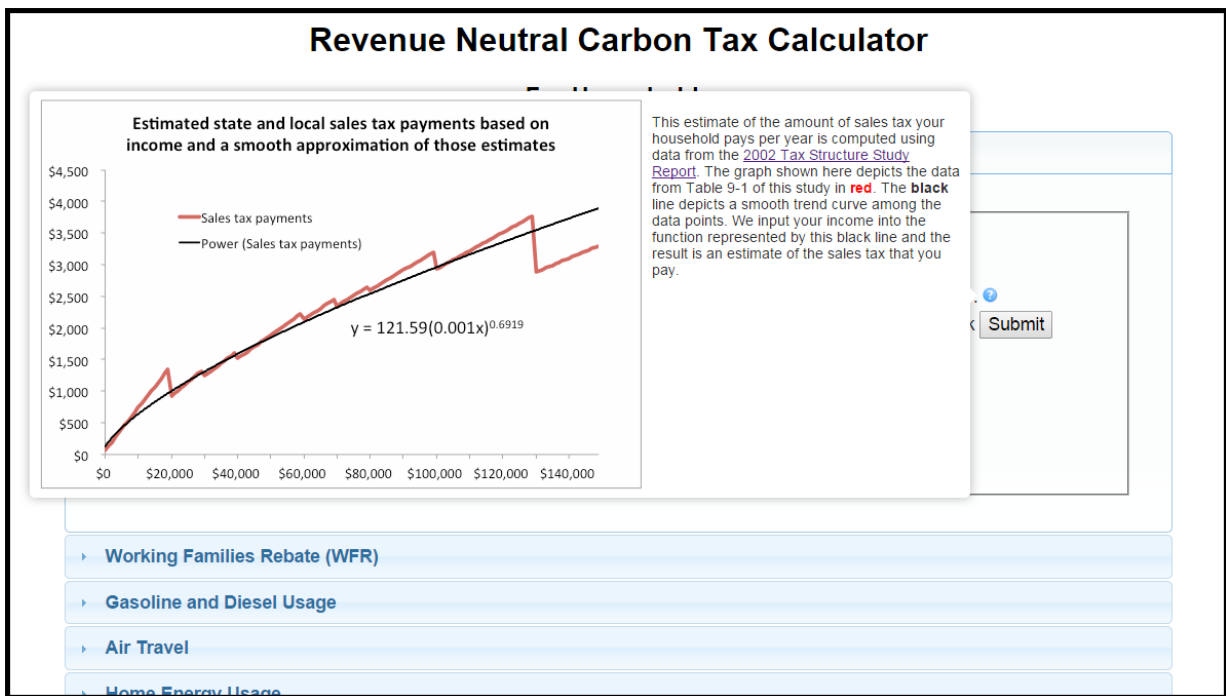 Revenue Neutral Carbon Tax Calculator
Estimated state and local sales tax payments based on
income and a smooth approximation of those estimates
$4,500
$4,000
$3,500
$3,000
$2,500
$2,000
$1,500
$1,000
$500
$0
Sales tax payments
Power (Sales tax payments)
y = 121.59(0.001x)^0.6919
$0 $20,000 $40,000 $60,000 $80,000 $100,000 $120,000 $140,000
This estimate of the amount of sales tax your
household pays per year is computed using
data from the 2002 Tax Structure Study
Report. The graph shown here depicts the data
from Table 9-1 of this study in red. The black
line depicts a smooth trend curve among the
data points. We input your income into the
function represented by this black line and the
result is an estimate of the sales tax that you
pay.
. ?
k Submit
Working Families Rebate (WFR)
Gasoline and Diesel Usage
Air Travel
Home Energy Usage